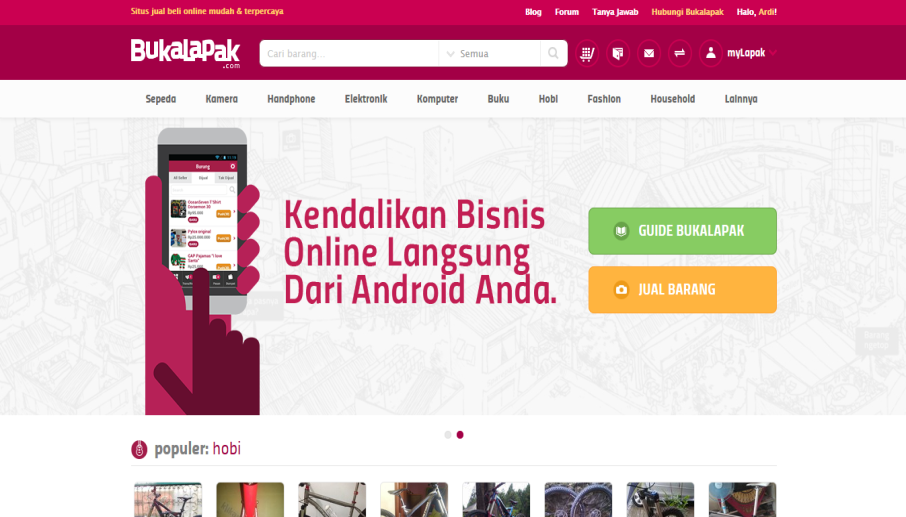 Situs jual beli online mudah & terpercaya
Blog Forum Tanya Jawab Hubungi Bukalapak Halo, Ardi!
BukaLapak
.com
Cari barang... Semua
myLapak
Sepeda Kamera Handphone Elektronik Komputer Buku Hobi Fashion Household Lainnya
Barang
Dijual
Kendalikan Bisnis
Online Langsung
Dari Android Anda.
GUIDE BUKALAPAK
JUAL BARANG
populer: hobi